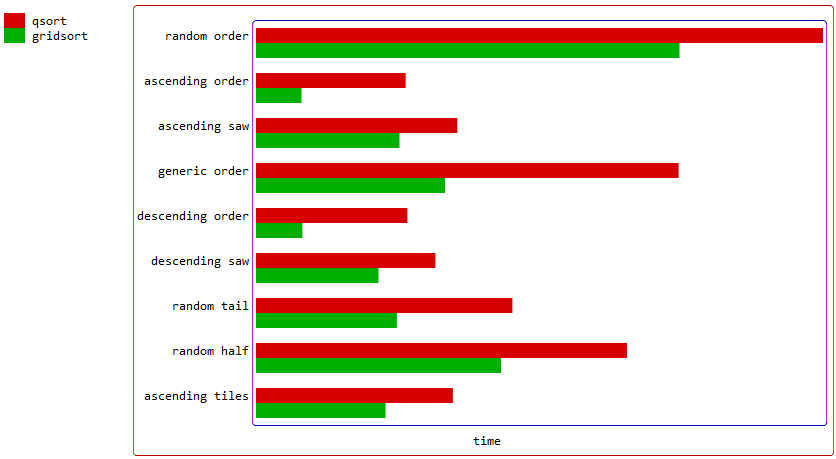 qsort
gridsort
random order
ascending order
ascending saw
generic order
descending order
descending saw
random tail
random half
ascending tiles
time